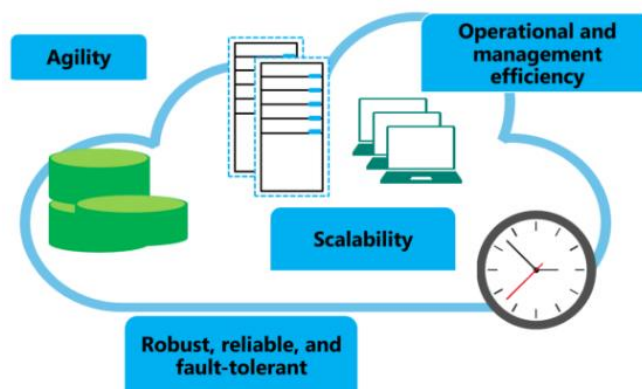 Agility
Operational and
management
efficiency
Scalability
Robust, reliable, and
fault-tolerant